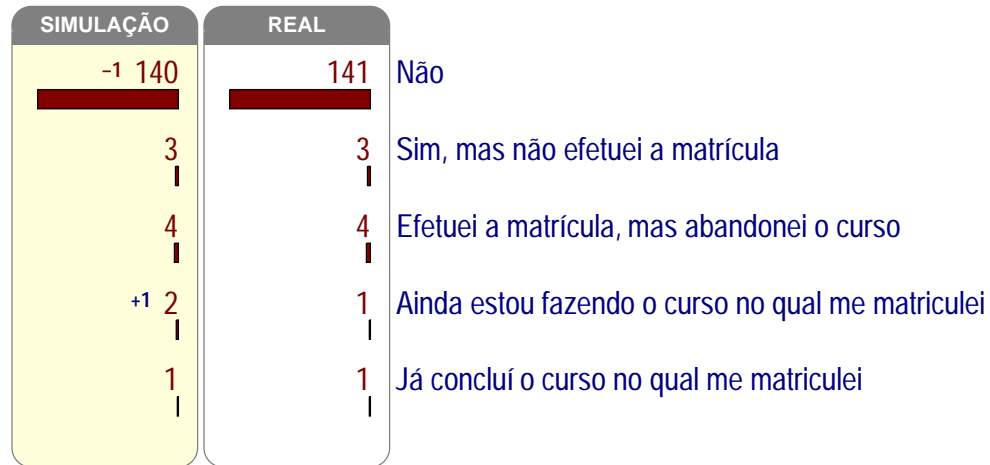 SIMULAÇÃO REAL
−1 140 141 Não
3 3 Sim, mas não efetuei a matrícula
4 4 Efetuei a matrícula, mas abandonei o curso
+1 2 1 Ainda estou fazendo o curso no qual me matriculei
1 1 Já concluí o curso no qual me matriculei